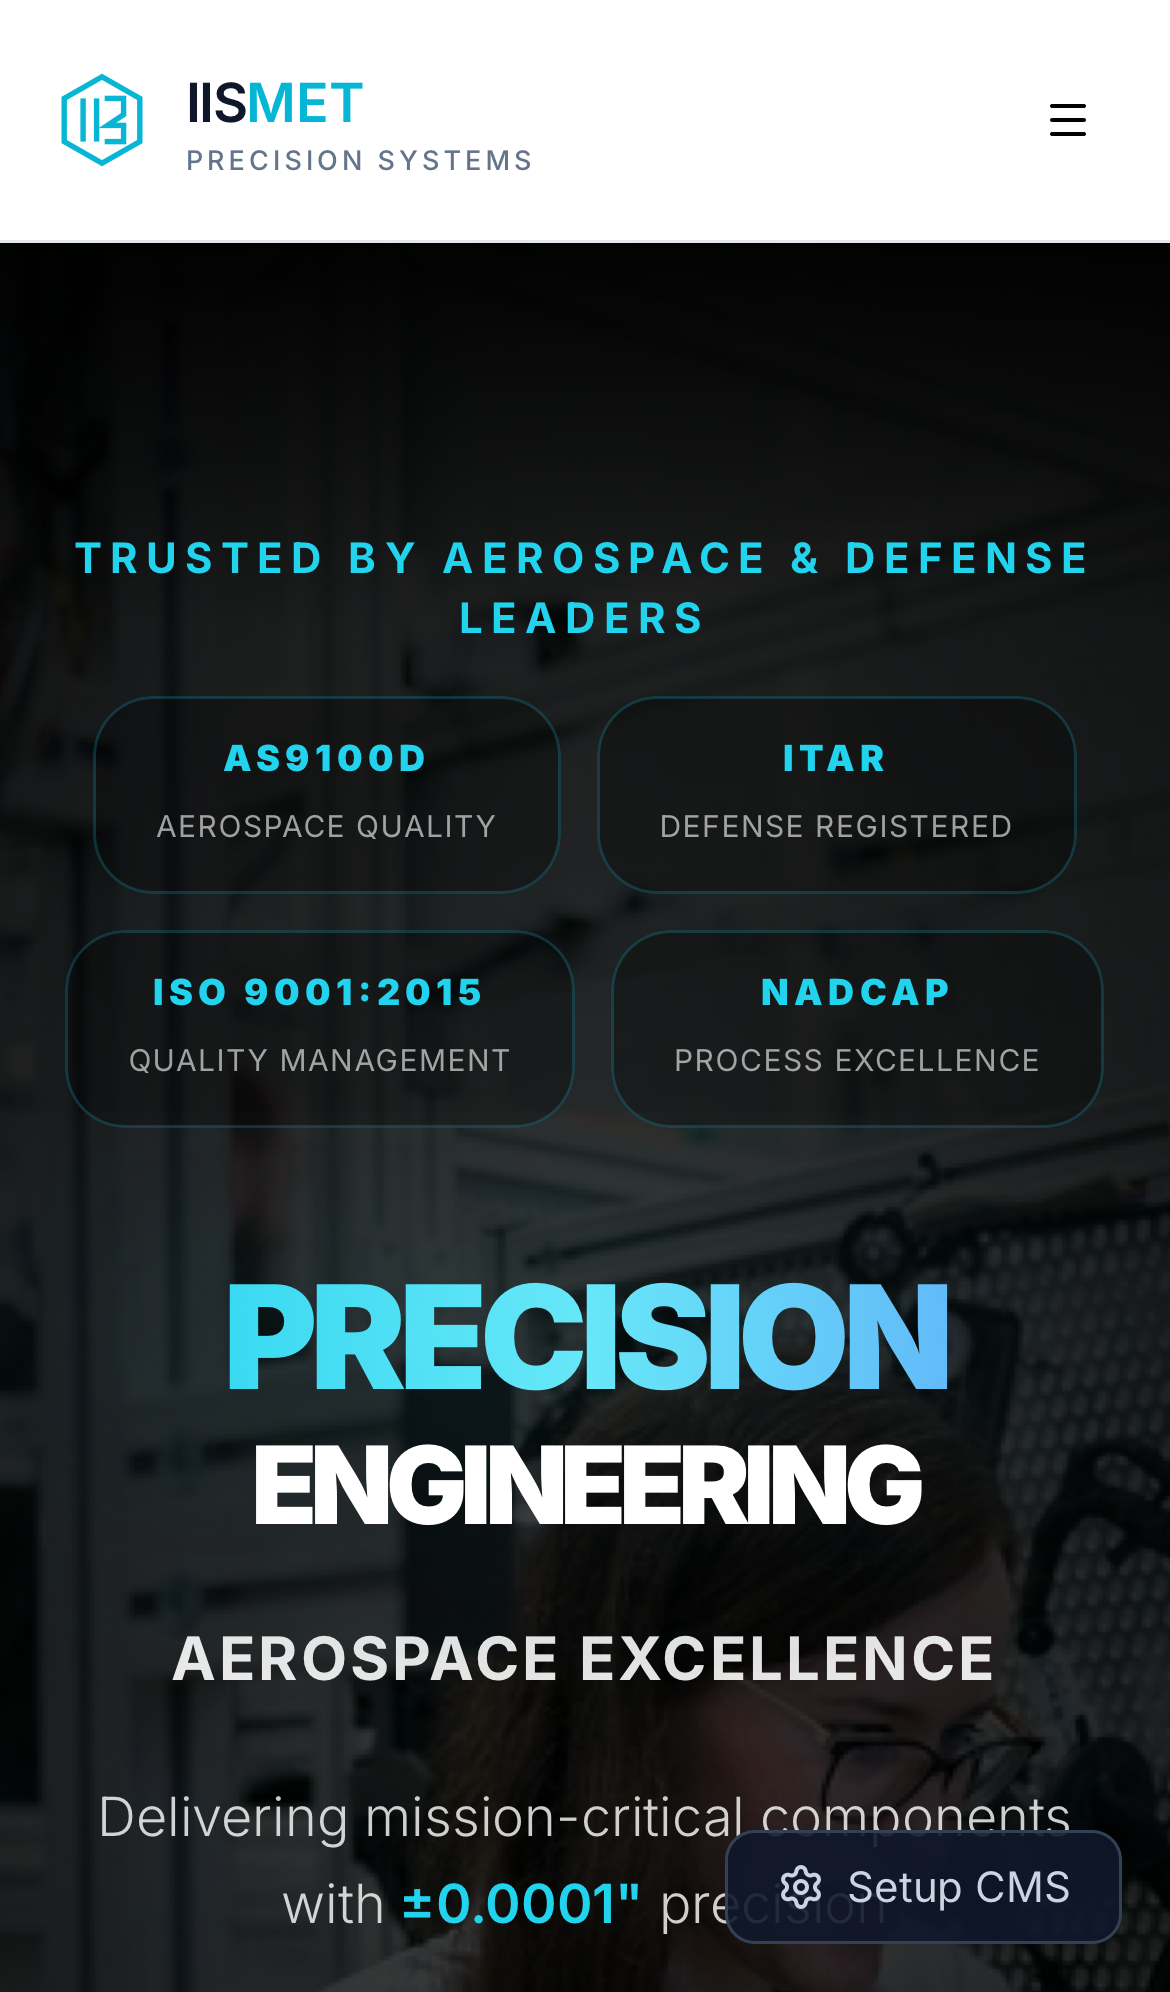 IISMET
PRECISION SYSTEMS
TRUSTED BY AEROSPACE & DEFENSE
LEADERS
AS9100D
AEROSPACE QUALITY
ITAR
DEFENSE REGISTERED
ISO 9001:2015
QUALITY MANAGEMENT
NADCAP
PROCESS EXCELLENCE
PRECISION
ENGINEERING
AEROSPACE EXCELLENCE
Delivering mission-critical components
with ±0.0001" precision
Setup CMS